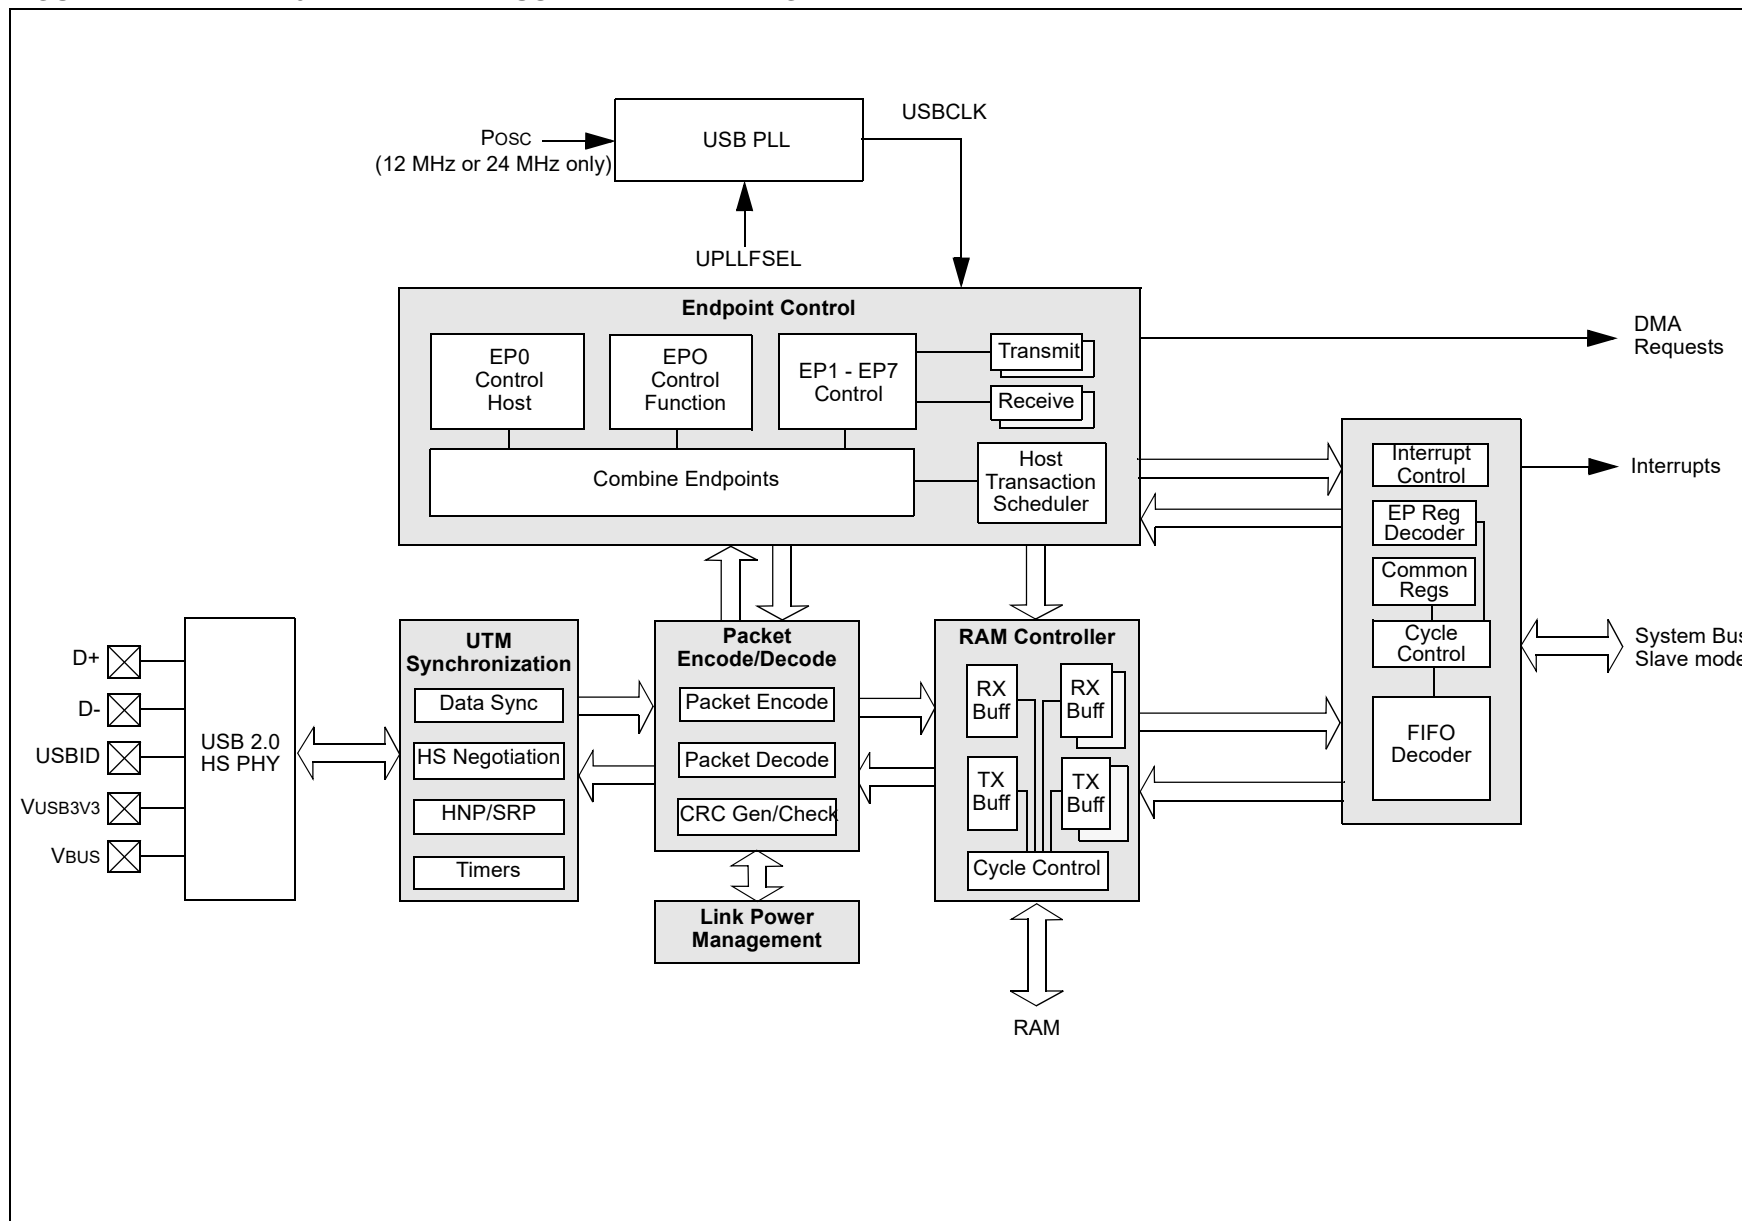 USBCLK
POSC
USB PLL
(12 MHz or 24 MHz only)
UPLLFSEL
Endpoint Control
EP0
Control
Host
EPO
Control
Function
EP1 - EP7
Control
Transmit
Receive
Combine Endpoints
Host
Transaction
Scheduler
DMA
Requests
Interrupt
Control
Interrupts
EP Reg
Decoder
Common
Regs
Cycle
Control
FIFO
Decoder
System Bus
Slave mode
D+
D-
USBID
VUSB3V3
VBUS
USB 2.0
HS PHY
UTM
Synchronization
Data Sync
HS Negotiation
HNP/SRP
Timers
Packet
Encode/Decode
Packet Encode
Packet Decode
CRC Gen/Check
Link Power
Management
RAM Controller
RX
Buff
RX
Buff
TX
Buff
TX
Buff
Cycle Control
RAM